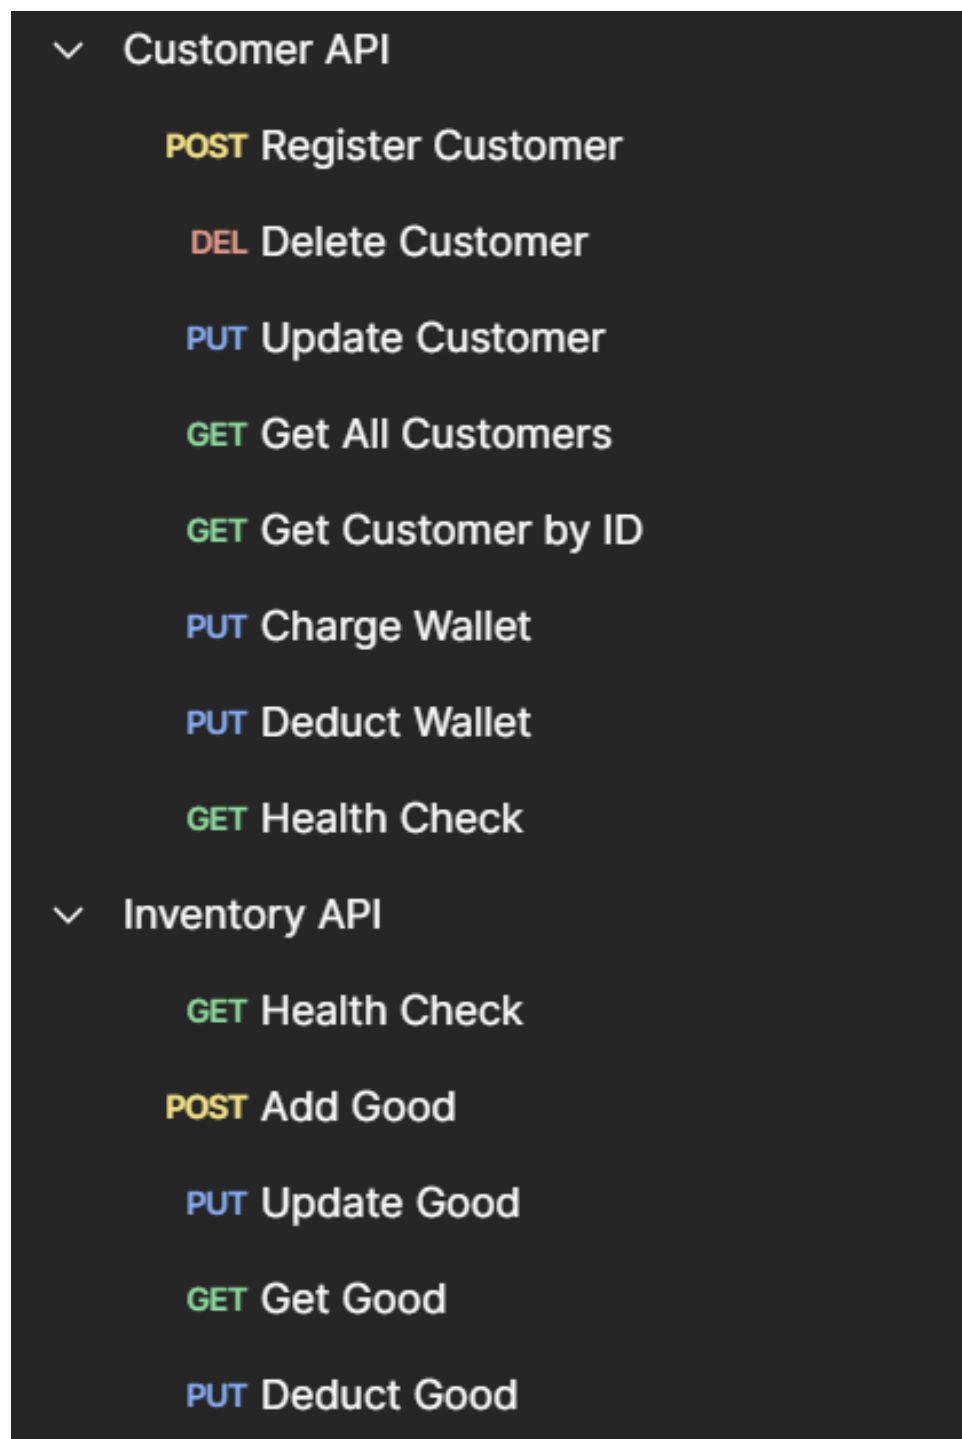 Customer API
POST Register Customer
DEL Delete Customer
PUT Update Customer
GET Get All Customers
GET Get Customer by ID
PUT Charge Wallet
PUT Deduct Wallet
GET Health Check
Inventory API
GET Health Check
POST Add Good
PUT Update Good
GET Get Good
PUT Deduct Good